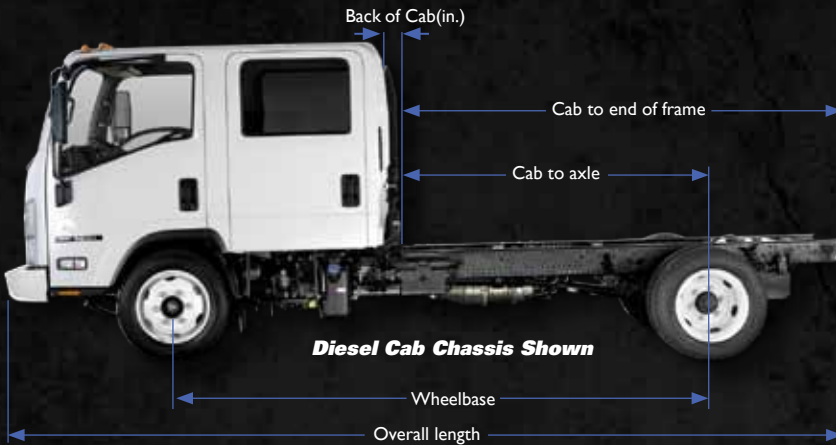 Back of Cab(in.)
Cab to end of frame
Cab to axle
Diesel Cab Chassis Shown
Wheelbase
Overall length